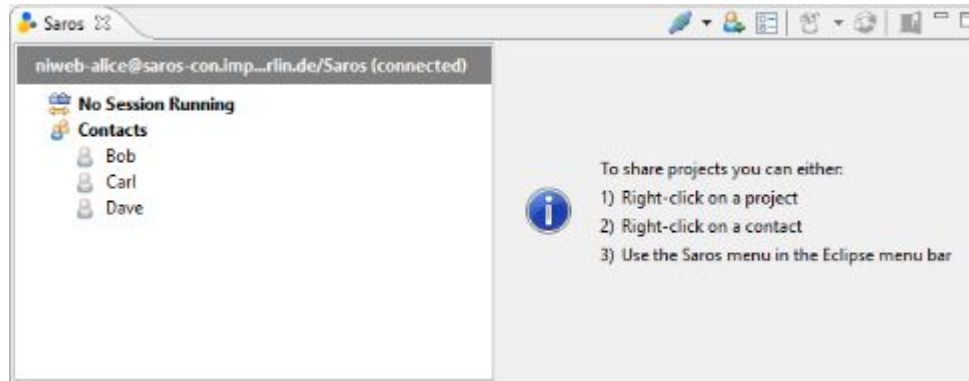 Saros
niweb-alice@saros-con.imp...rlin.de/Saros (connected)
No Session Running
Contacts
Bob
Carl
Dave
To share projects you can either:
1) Right-click on a project
2) Right-click on a contact
3) Use the Saros menu in the Eclipse menu bar